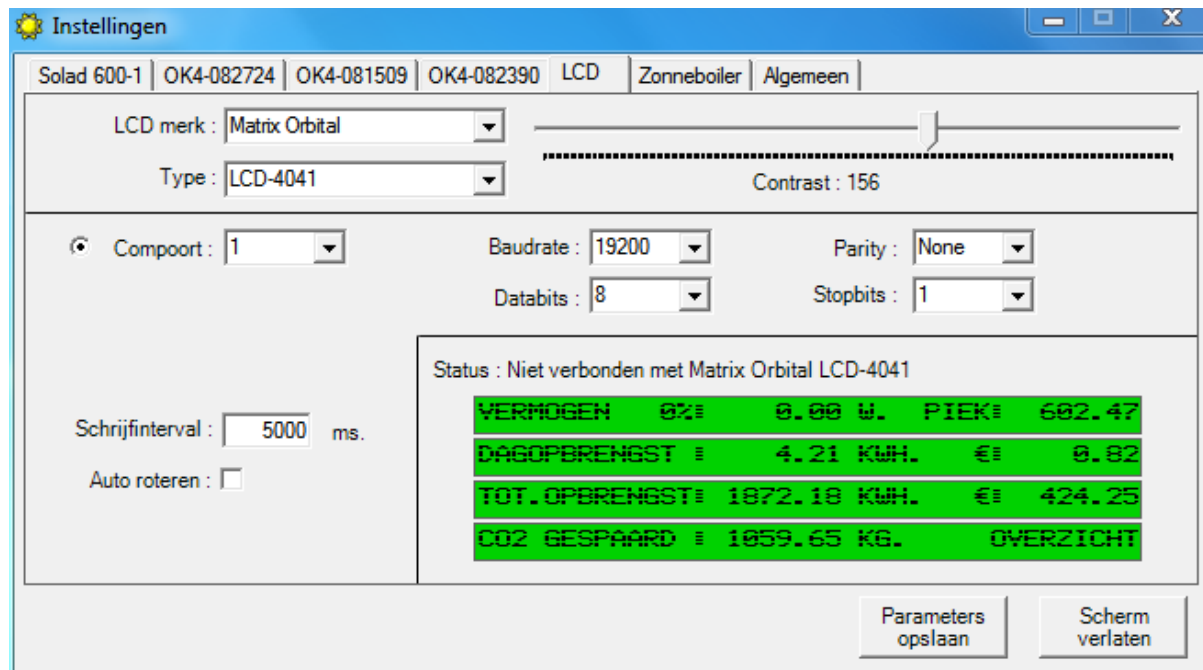 Instellingen
Solad 600-1 OK4-082724 OK4-081509 OK4-082390 LCD Zonneboiler Algemeen
LCD merk : Matrix Orbital
Type : LCD-4041
Contrast : 156
Compoort : 1 Baudrate : 19200 Parity : None
Databits : 8 Stopbits : 1
Status : Niet verbonden met Matrix Orbital LCD-4041
VERMOGEN 0%: 0.00 W. PIEK: 602.47
DAGOPBRENGST : 4.21 KWH. €: 0.82
TOT.OPBRENGST: 1872.18 KWH. €: 424.25
CO2 GESPAARD : 1059.65 KG. OVERZICHT
Schrijfinterval : 5000 ms.
Auto roteren :
Parameters opslaan
Scherm verlaten